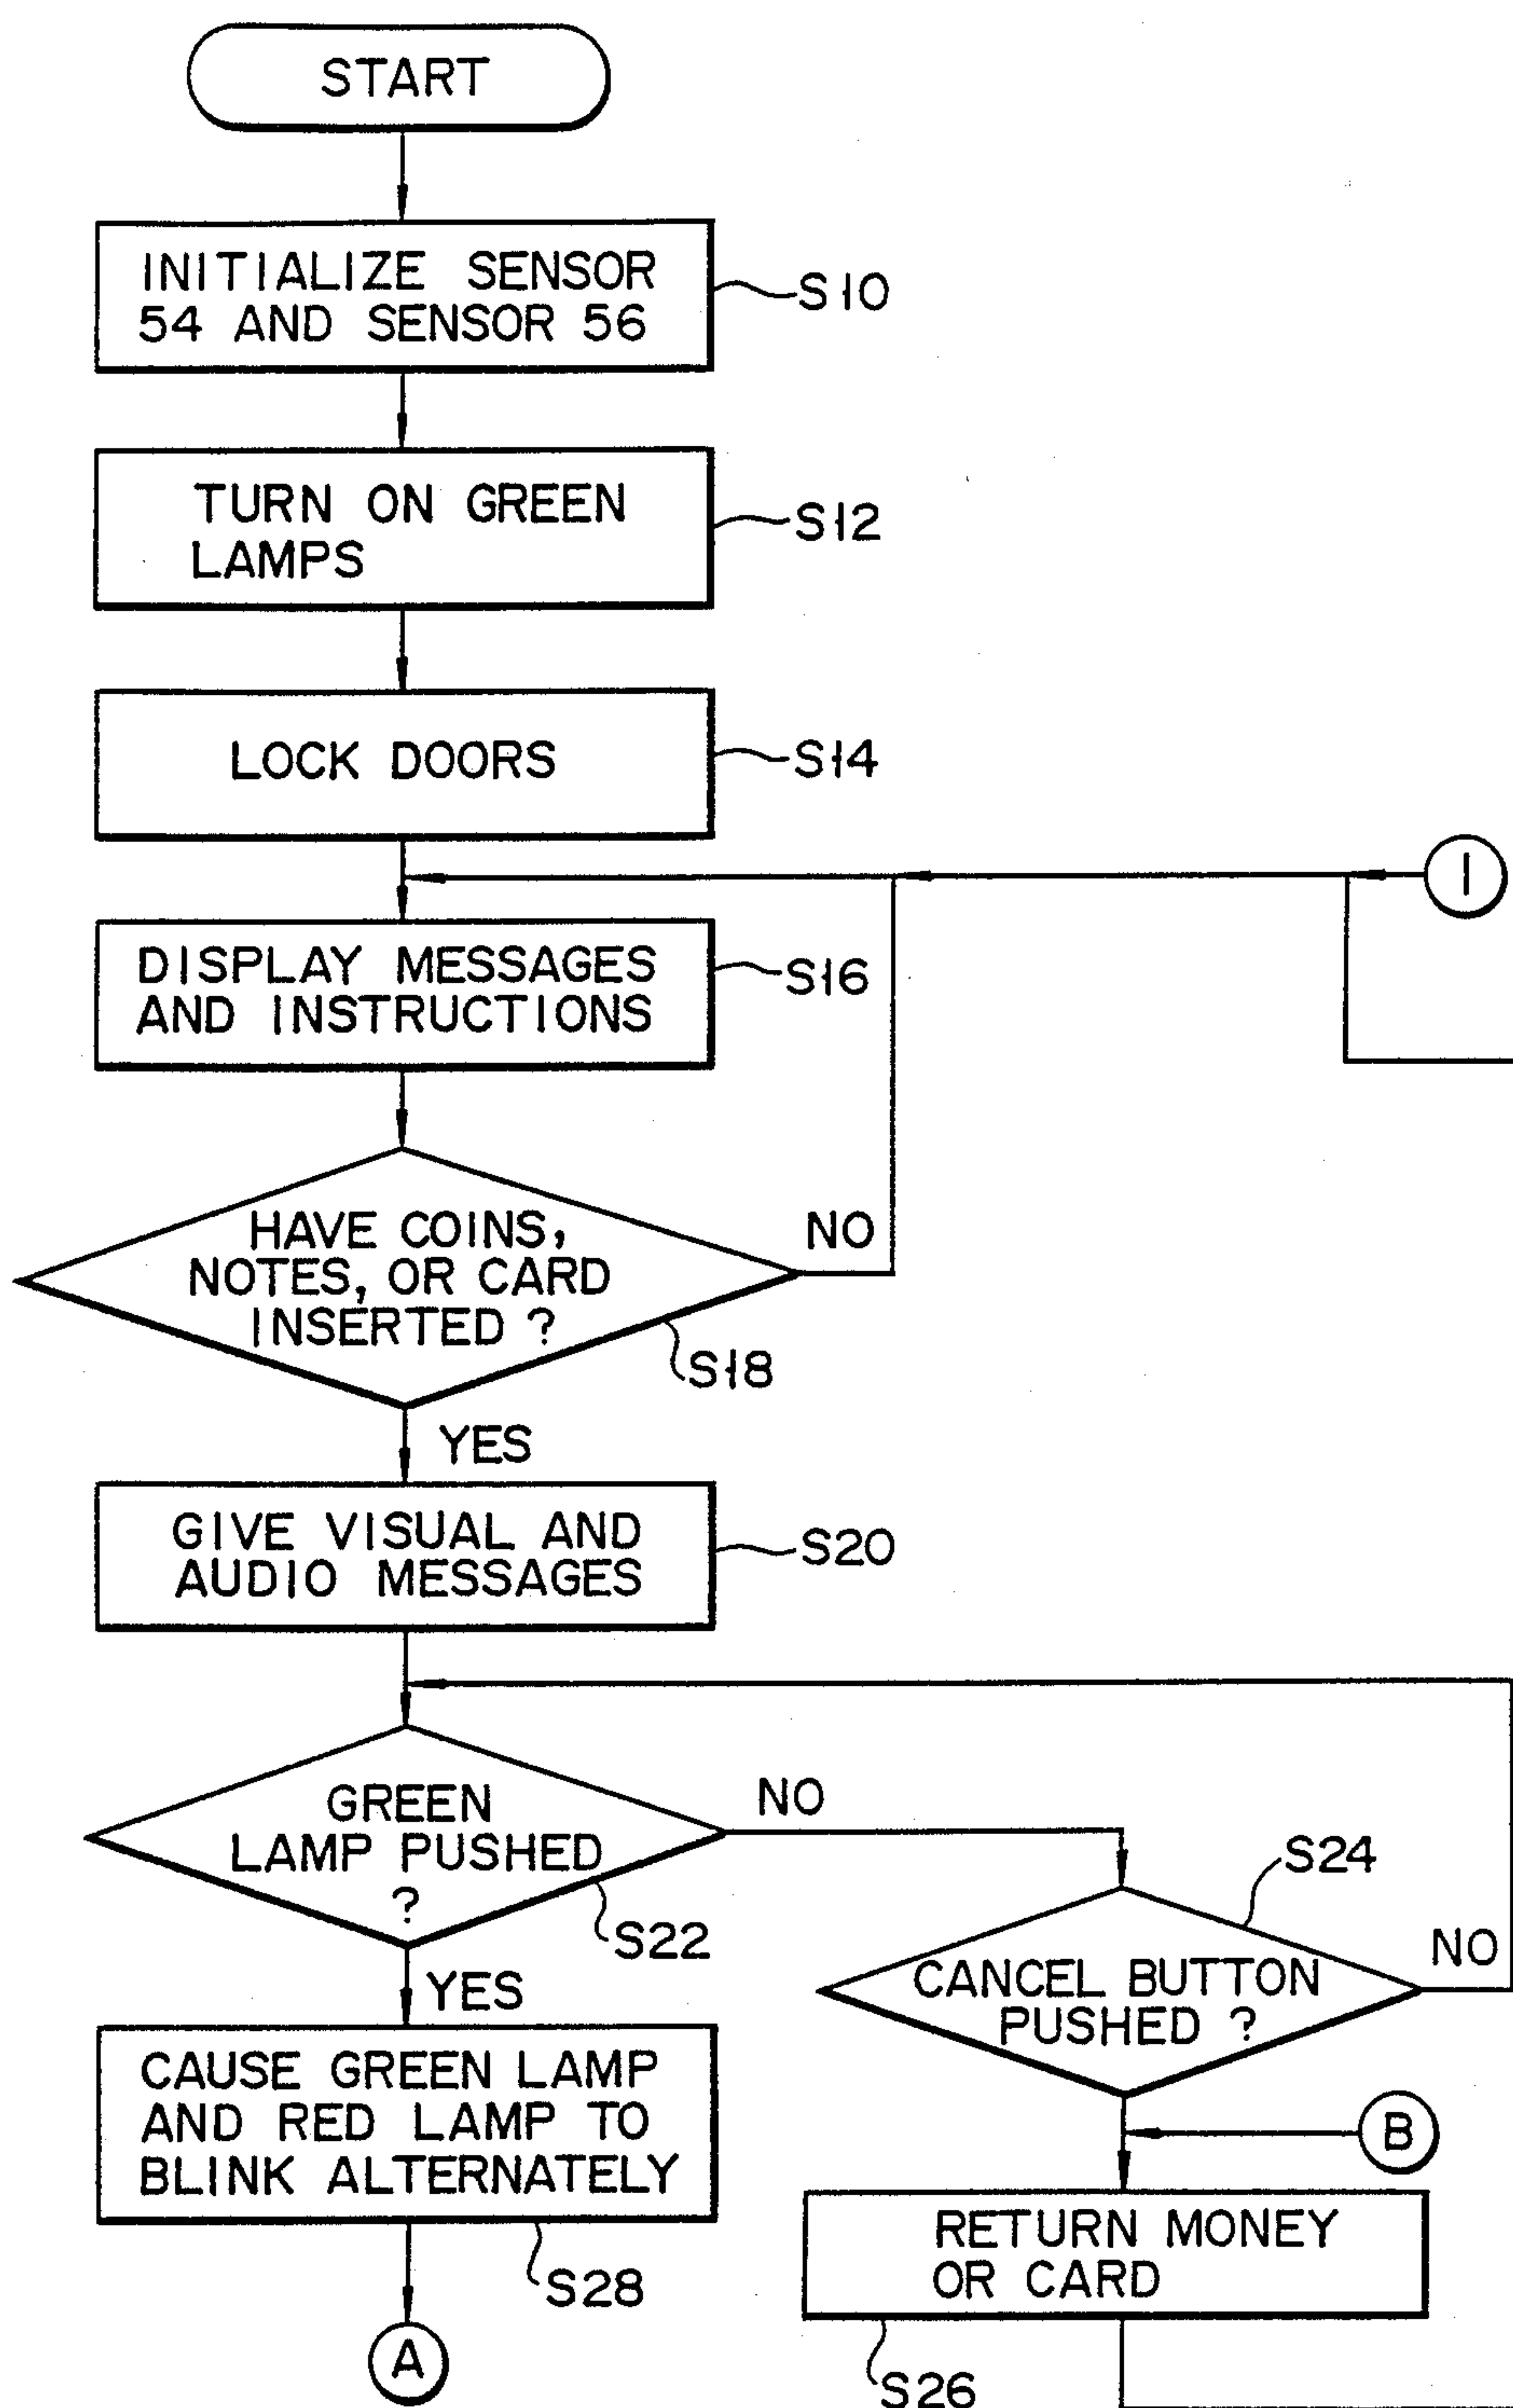 START
INITIALIZE SENSOR
54 AND SENSOR 56
S10
TURN ON GREEN
LAMPS
S12
LOCK DOORS
S14
I
DISPLAY MESSAGES
AND INSTRUCTIONS
S16
HAVE COINS,
NOTES, OR CARD
INSERTED ?
NO
S18
YES
GIVE VISUAL AND
AUDIO MESSAGES
S20
GREEN
LAMP PUSHED
?
NO
S22
S24
CANCEL BUTTON
PUSHED ?
NO
YES
CAUSE GREEN LAMP
AND RED LAMP TO
BLINK ALTERNATELY
S28
B
RETURN MONEY
OR CARD
S26
A